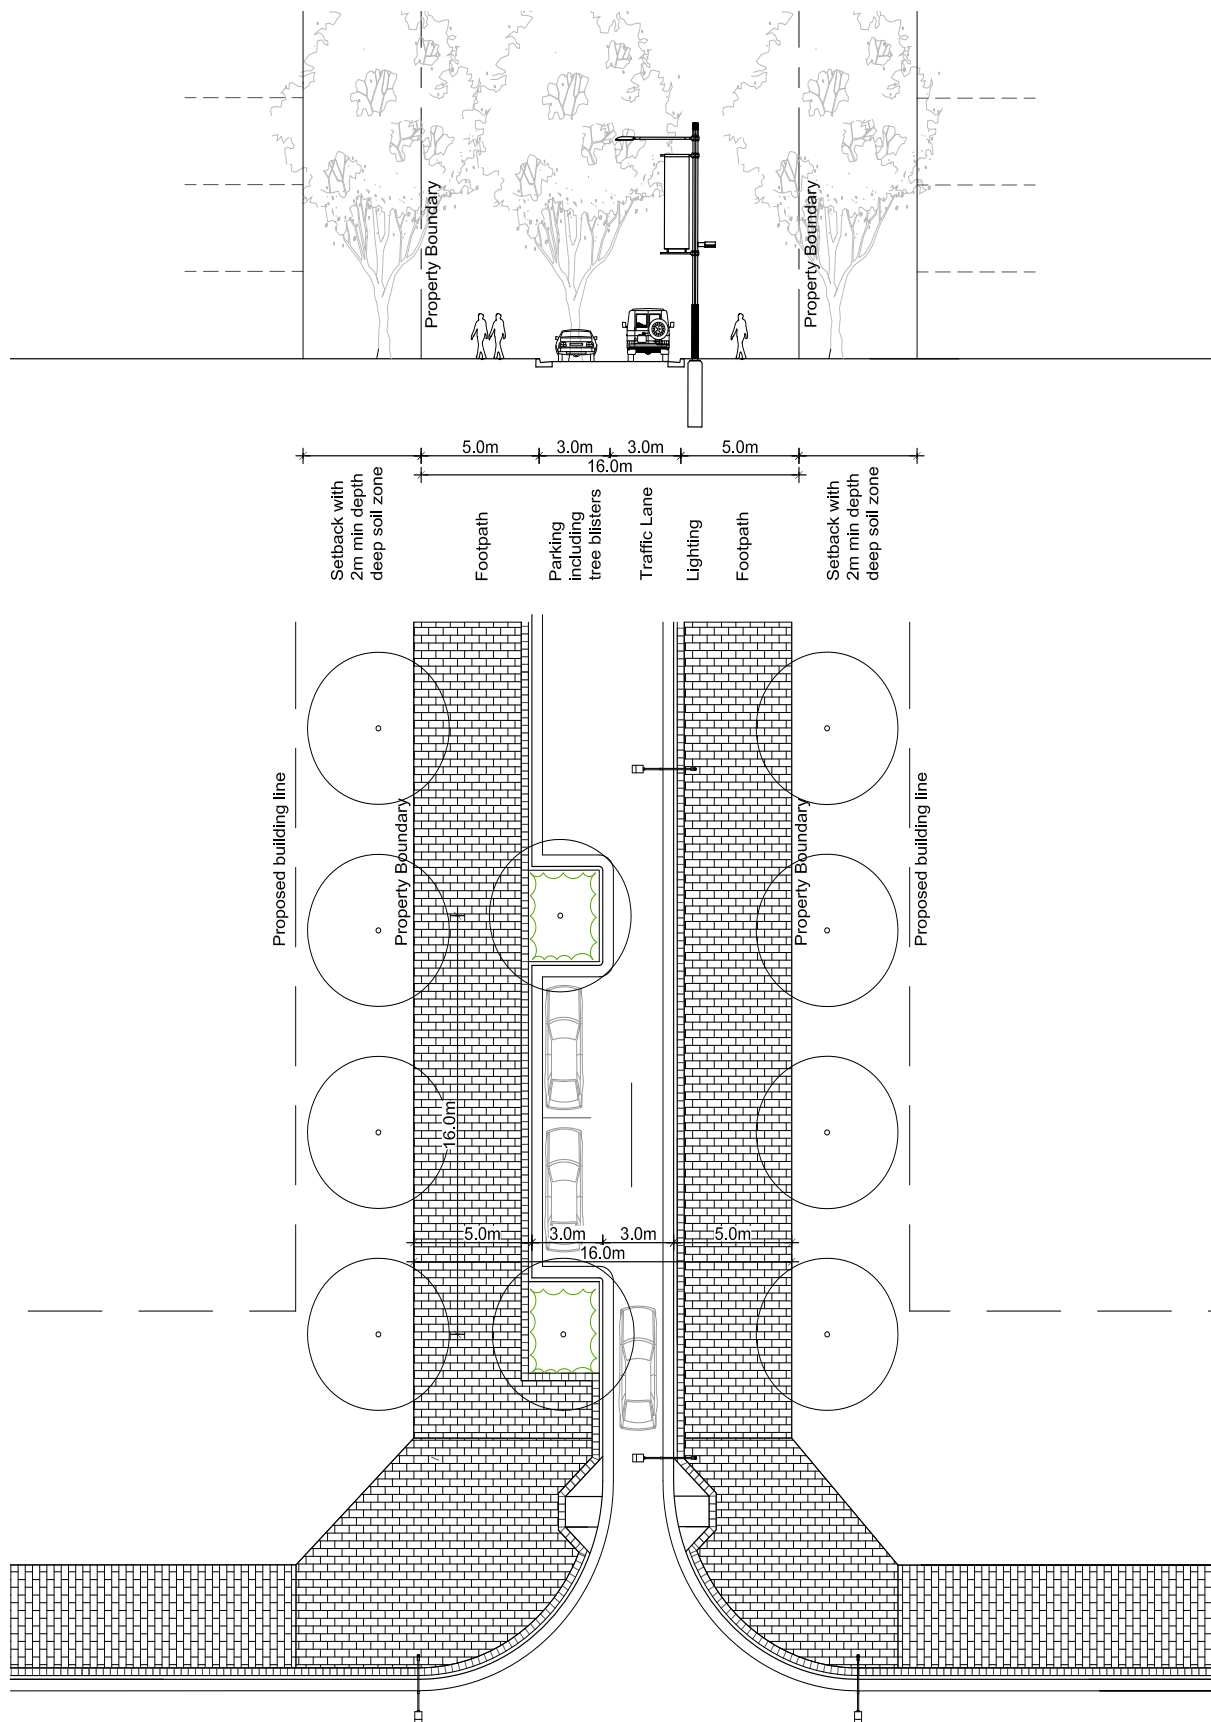 Property Boundary
Property Boundary
5.0m
3.0m
3.0m
5.0m
16.0m
Setback with
2m min depth
deep soil zone
Footpath
Parking
including
tree blisters
Traffic Lane
Lighting
Footpath
Setback with
2m min depth
deep soil zone
Proposed building line
Property Boundary
Property Boundary
Proposed building line
16.0m
5.0m
3.0m
3.0m
5.0m
16.0m